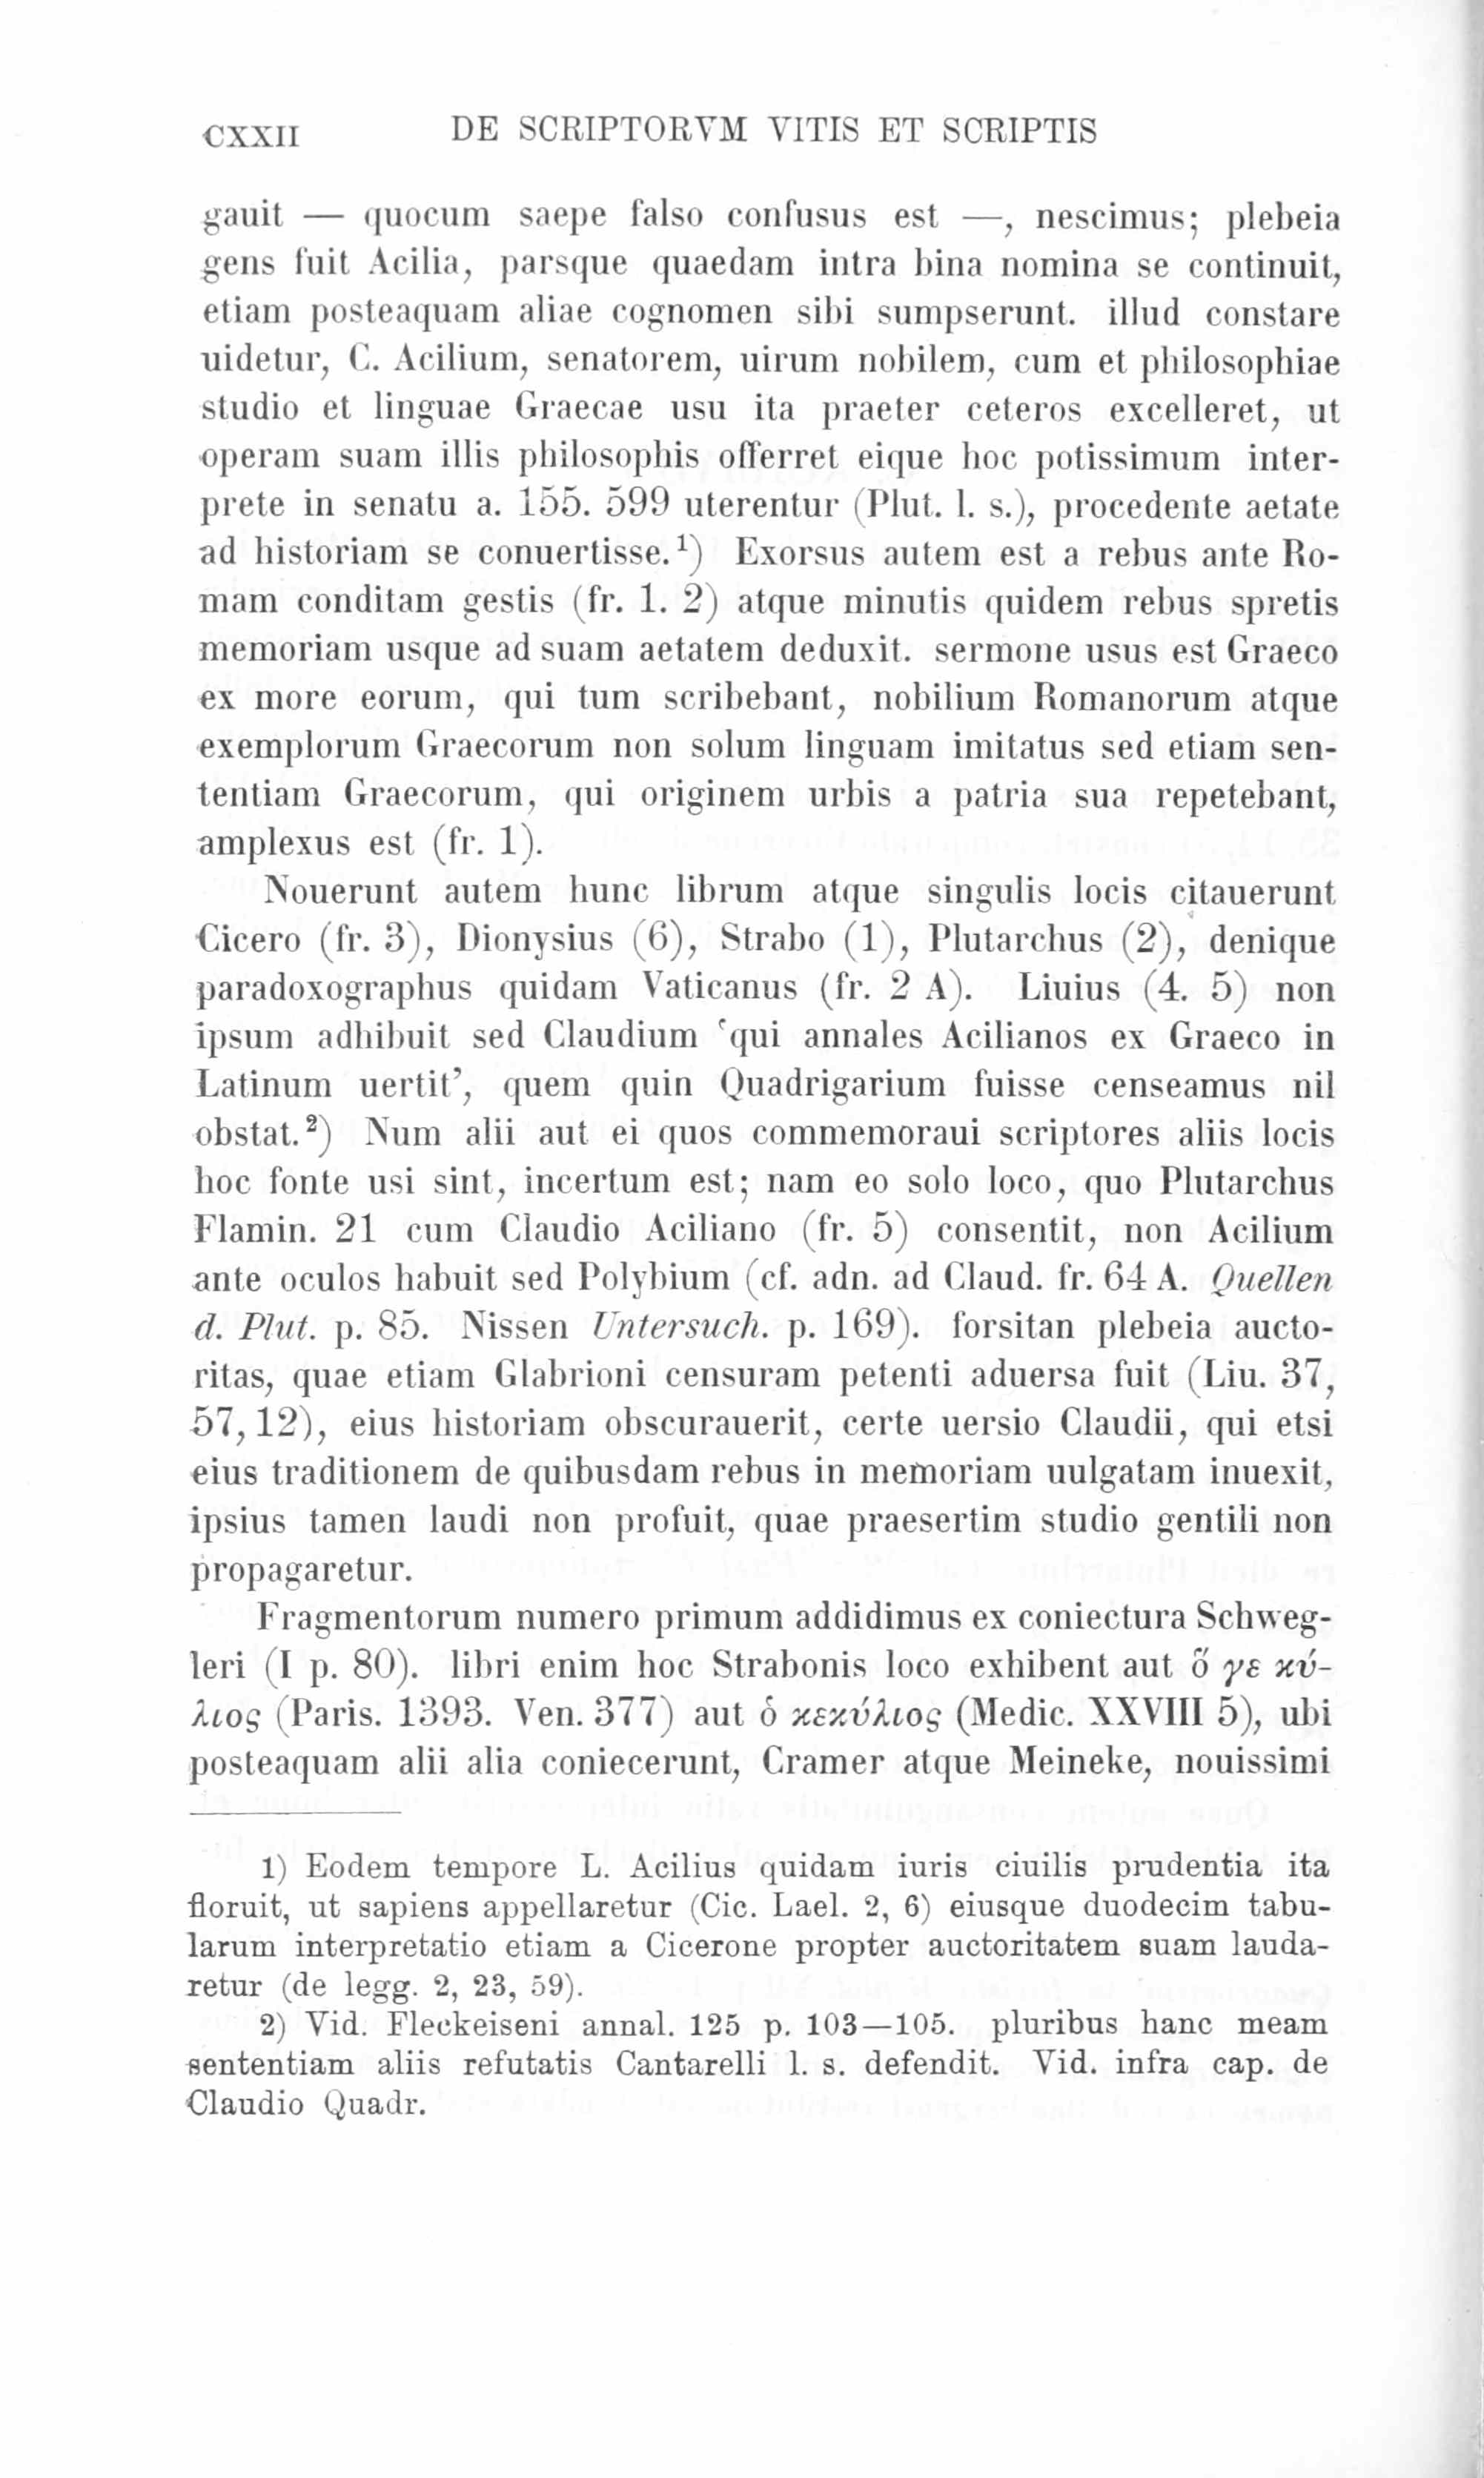 CXXII DE SCRIPTORVM VITIS ET SCRIPTIS
gauit — quocum saepe falso confusus est —, nescimus; plebeia
gens fuit Acilia, parsque quaedam intra bina nomina se continuit,
etiam posteaquam aliae cognomen sibi sumpserunt. illud constare
uidetur, C. Acilium, senatorem, uirum nobilem, cum et philosophiae
studio et linguae Graecae usu ita praeter ceteros excelleret, ut
operam suam illis philosophis offerret eique hoc potissimum inter-
prete in senatu a. 155. 599 uterentur (Plut. l. s.), procedente aetate
ad historiam se conuertisse.¹) Exorsus autem est a rebus ante Ro-
mam conditam gestis (fr. 1. 2) atque minutis quidem rebus spretis
memoriam usque ad suam aetatem deduxit. sermone usus est Graeco
ex more eorum, qui tum scribebant, nobilium Romanorum atque
exemplorum Graecorum non solum linguam imitatus sed etiam sen-
tentiam Graecorum, qui originem urbis a patria sua repetebant,
amplexus est (fr. 1).
Nouerunt autem hunc librum atque singulis locis citauerunt
Cicero (fr. 3), Dionysius (6), Strabo (1), Plutarchus (2), denique
paradoxographus quidam Vaticanus (fr. 2 A). Liuius (4. 5) non
ipsum adhibuit sed Claudium ‘qui annales Acilianos ex Graeco in
Latinum uertit’, quem quin Quadrigarium fuisse censeamus nil
obstat.²) Num alii aut ei quos commemoraui scriptores aliis locis
hoc fonte usi sint, incertum est; nam eo solo loco, quo Plutarchus
Flamin. 21 cum Claudio Aciliano (fr. 5) consentit, non Acilium
ante oculos habuit sed Polybium (cf. adn. ad Claud. fr. 64 A. Quellen
d. Plut. p. 85. Nissen Untersuch. p. 169). forsitan plebeia aucto-
ritas, quae etiam Glabrioni censuram petenti aduersa fuit (Liu. 37,
57, 12), eius historiam obscurauerit, certe uersio Claudii, qui etsi
eius traditionem de quibusdam rebus in memoriam uulgatam inuexit,
ipsius tamen laudi non profuit, quae praesertim studio gentili non
propagaretur.
Fragmentorum numero primum addidimus ex coniectura Schweg-
leri (I p. 80). libri enim hoc Strabonis loco exhibent aut ὅ γε κύ-
λιος (Paris. 1393. Ven. 377) aut ὁ κεκύλιος (Medic. XXVIII 5), ubi
posteaquam alii alia coniecerunt, Cramer atque Meineke, nouissimi
1) Eodem tempore L. Acilius quidam iuris ciuilis prudentia ita
floruit, ut sapiens appellaretur (Cic. Lael. 2, 6) eiusque duodecim tabu-
larum interpretatio etiam a Cicerone propter auctoritatem suam lauda-
retur (de legg. 2, 23, 59).
2) Vid. Fleckeiseni annal. 125 p. 103—105. pluribus hanc meam
sententiam aliis refutatis Cantarelli l. s. defendit. Vid. infra cap. de
Claudio Quadr.